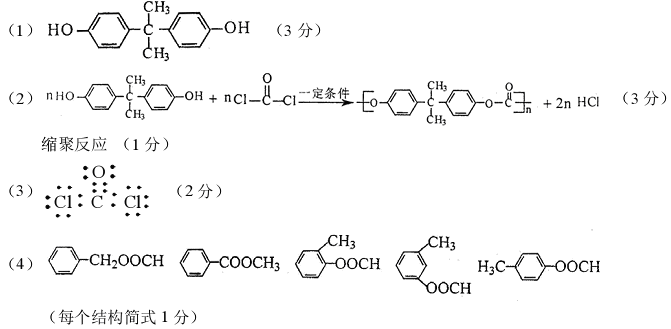 (1) HO CH₃ C CH₃ OH (3 分)
(2) nHO CH₃ C CH₃ OH + nCl O C Cl 一定条件 [ O CH₃ C CH₃ O O C ]n + 2n HCl (3 分)
缩聚反应 (1 分)
(3) Cl O C Cl (2 分)
(4) CH₂OOCH COOCH₃ CH₃ OOCH CH₃ OOCH H₃C OOCH
(每个结构简式 1 分)